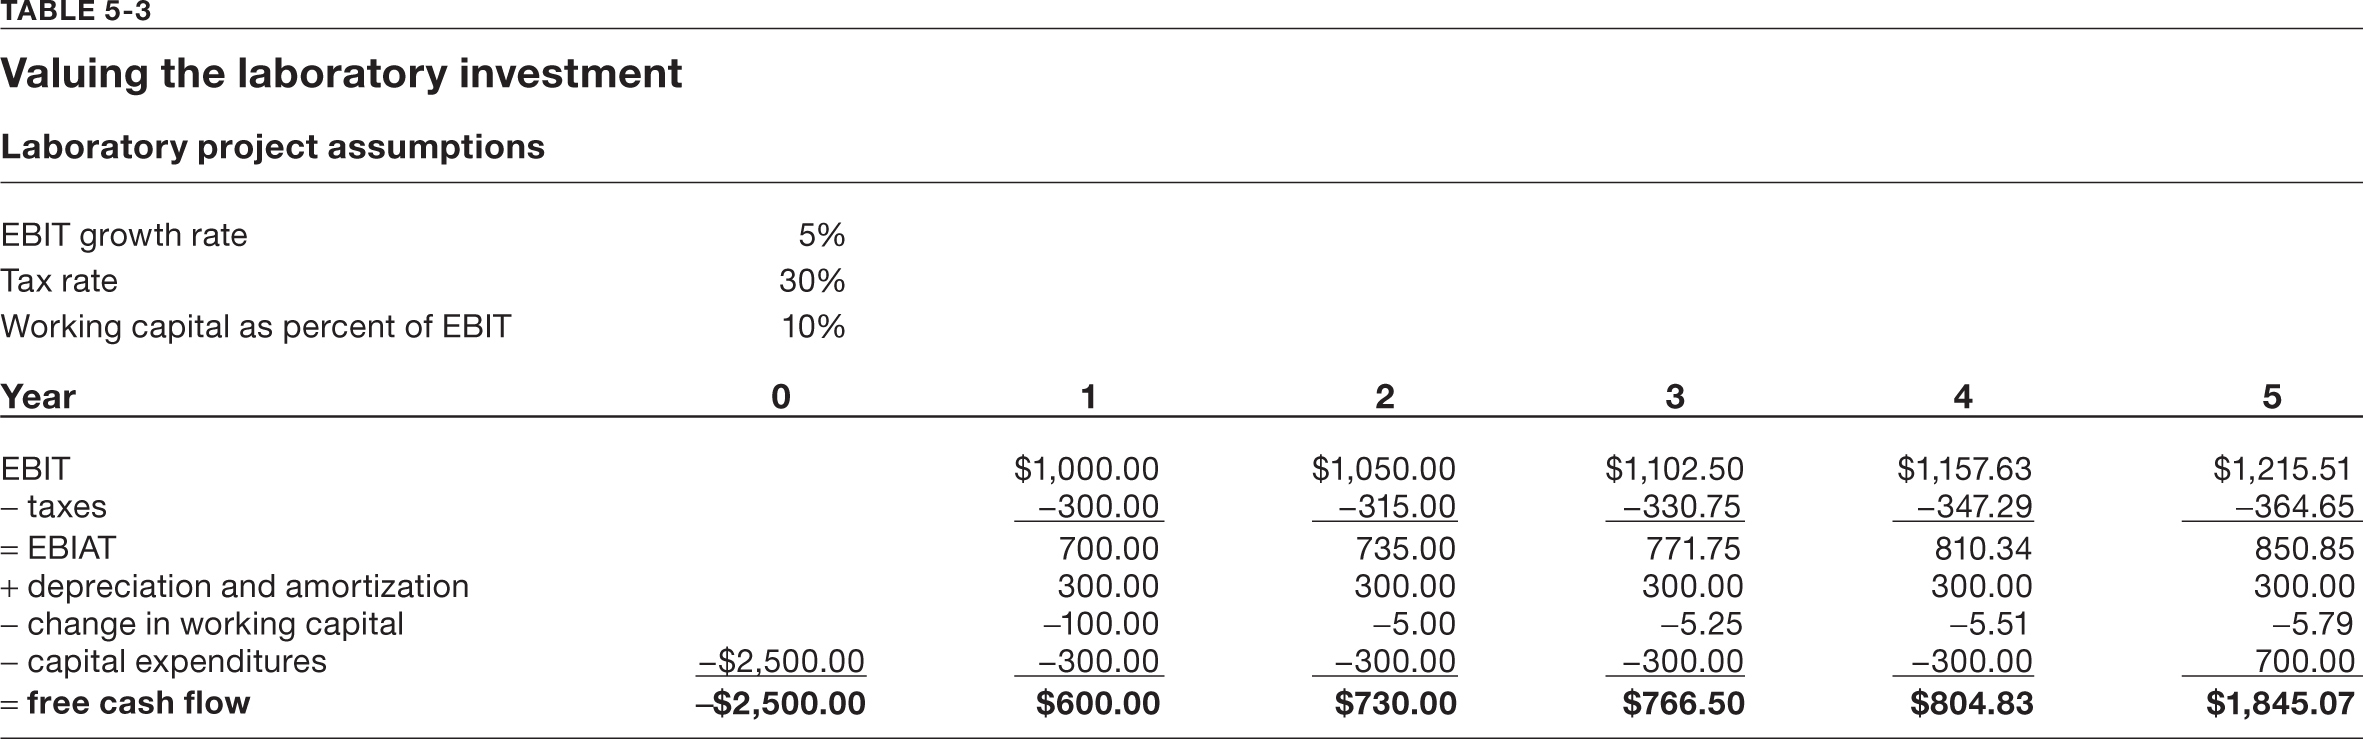 TABLE 5-3
Valuing the laboratory investment
Laboratory project assumptions
EBIT growth rate 5%
Tax rate 30%
Working capital as percent of EBIT 10%
Year 0 1 2 3 4 5
EBIT $1,000.00 $1,050.00 $1,102.50 $1,157.63 $1,215.51
– taxes –300.00 –315.00 –330.75 –347.29 –364.65
= EBIAT 700.00 735.00 771.75 810.34 850.85
+ depreciation and amortization 300.00 300.00 300.00 300.00 300.00
– change in working capital –100.00 –5.00 –5.25 –5.51 –5.79
– capital expenditures –$2,500.00 –300.00 –300.00 –300.00 –300.00 700.00
= free cash flow –$2,500.00 $600.00 $730.00 $766.50 $804.83 $1,845.07